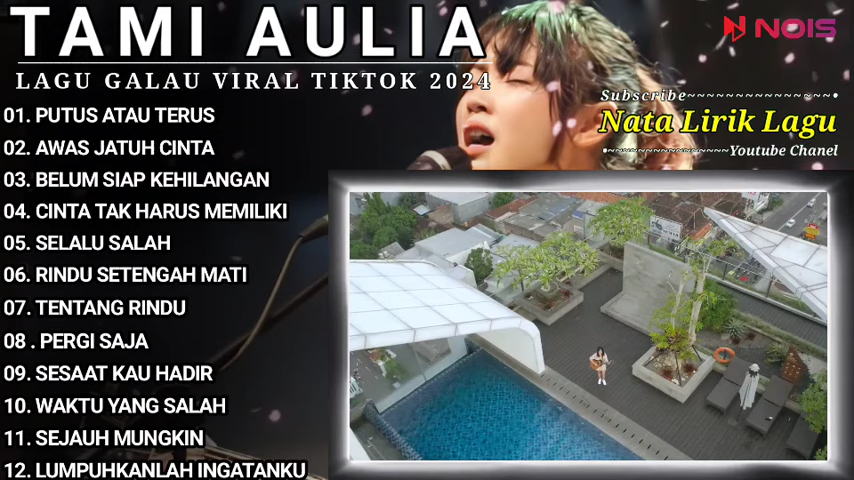 TAMI AULIA
LAGU GALAU VIRAL TIKTOK 2024
01. PUTUS ATAU TERUS
02. AWAS JATUH CINTA
03. BELUM SIAP KEHILANGAN
04. CINTA TAK HARUS MEMILIKI
05. SELALU SALAH
06. RINDU SETENGAH MATI
07. TENTANG RINDU
08 . PERGI SAJA
09. SESAAT KAU HADIR
10. WAKTU YANG SALAH
11. SEJAUH MUNGKIN
12. LUMPUHKANLAH INGATANKU
NOIS
Subscribe~~~~~~~~~~~~~~~•
Nata Lirik Lagu
•~~~~~~~~~~~~~~~~Youtube Chanel